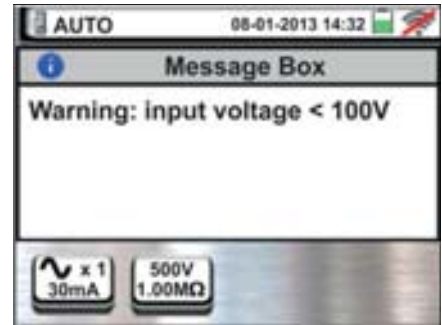 AUTO 08-01-2013 14:32
Message Box
Warning: input voltage < 100V
x 1 500V
30mA 1.00MΩ